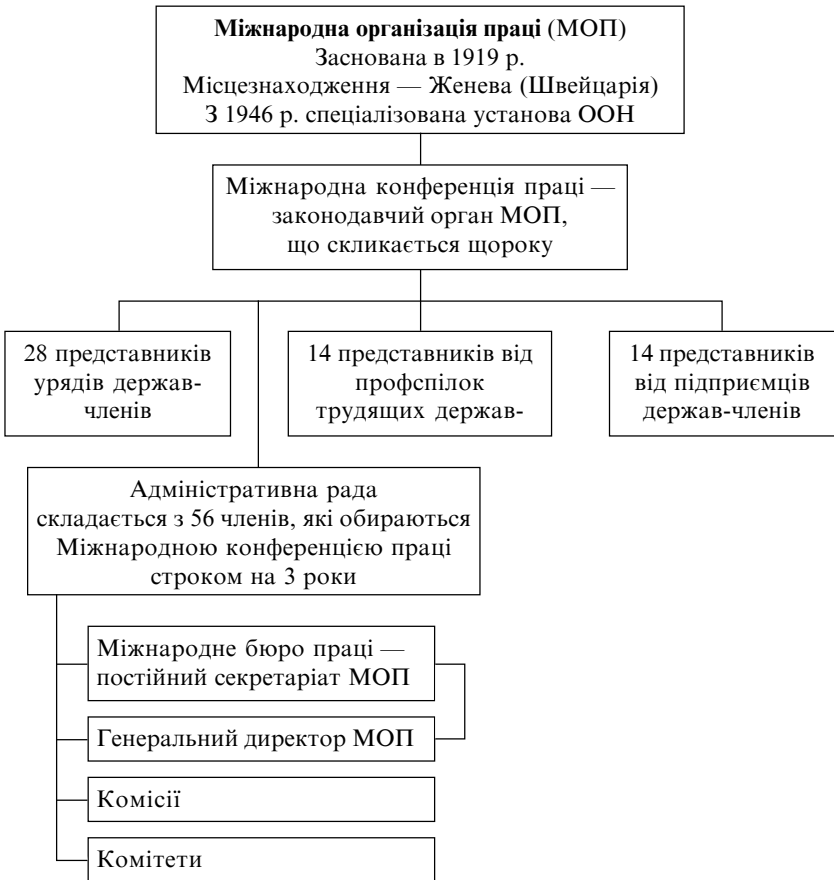 Міжнародна організація праці (МОП)
Заснована в 1919 р.
Місцезнаходження — Женева (Швейцарія)
З 1946 р. спеціалізована установа ООН
Міжнародна конференція праці —
законодавчий орган МОП,
що скликається щороку
28 представників
урядів держав-
членів
14 представників від
профспілок
трудящих держав-
14 представників
від підприємців
держав-членів
Адміністративна рада
складається з 56 членів, які обираються
Міжнародною конференцією праці
строком на 3 роки
Міжнародне бюро праці —
постійний секретаріат МОП
Генеральний директор МОП
Комісії
Комітети